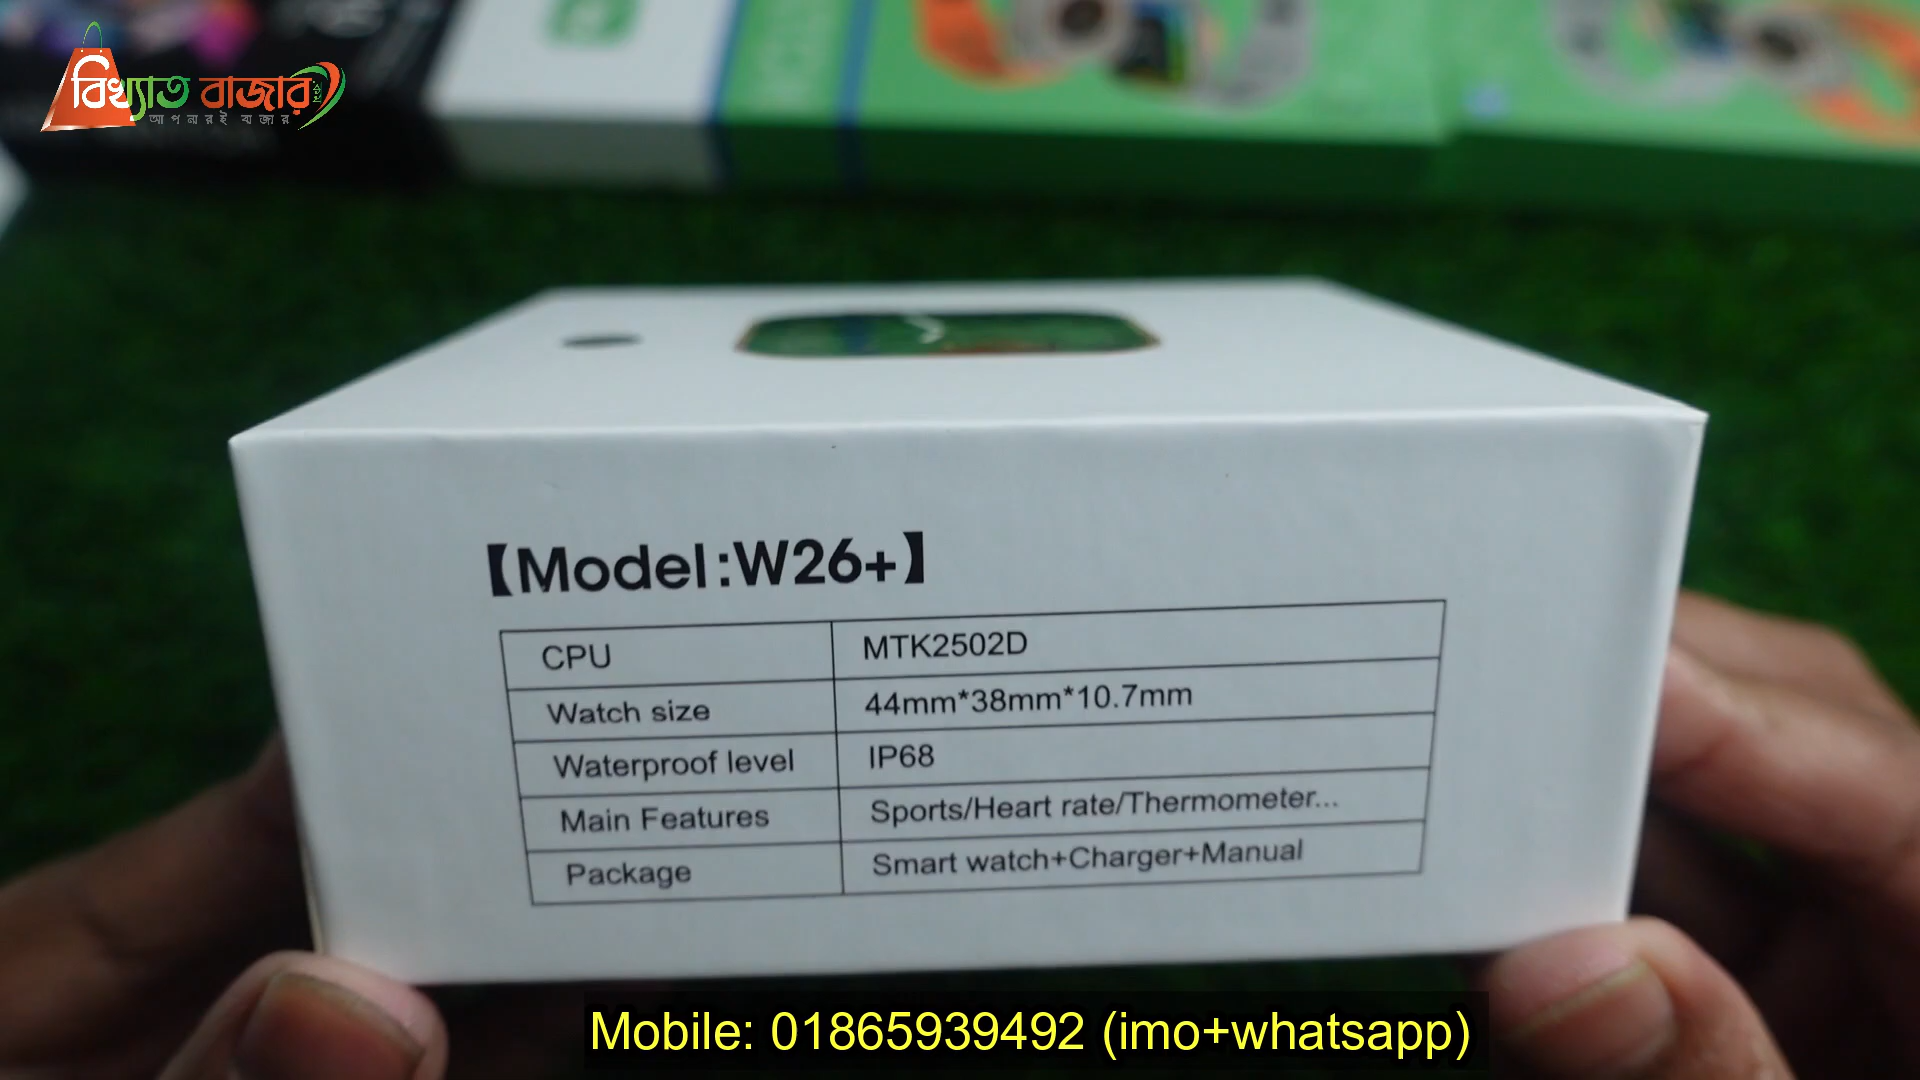 বিখ্যাত বাজার
আপনারই বাজার
【Model:W26+】
CPU MTK2502D
Watch size 44mm*38mm*10.7mm
Waterproof level IP68
Main Features Sports/Heart rate/Thermometer...
Package Smart watch+Charger+Manual
Mobile: 01865939492 (imo+whatsapp)